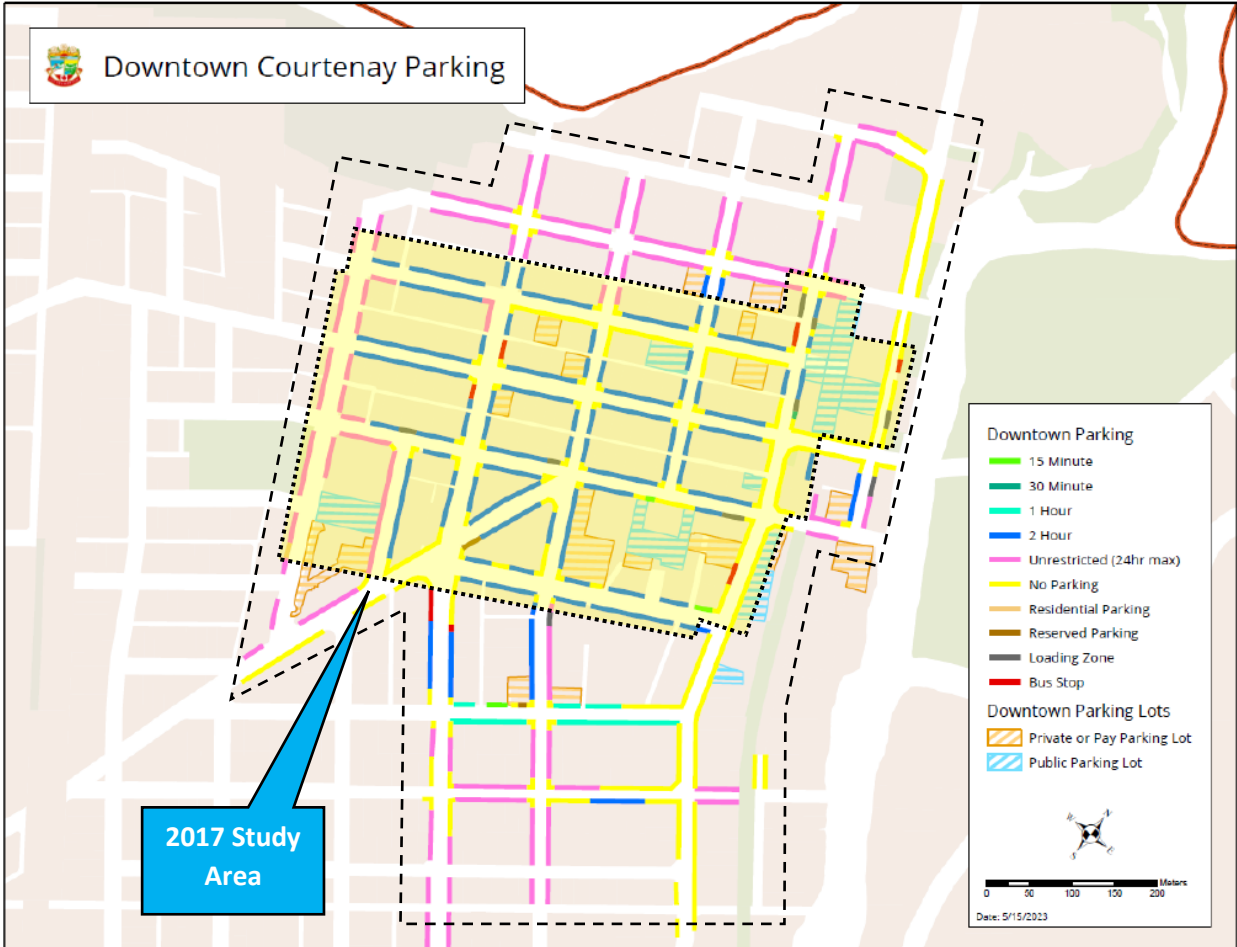 Downtown Courtenay Parking
Downtown Parking
15 Minute
30 Minute
1 Hour
2 Hour
Unrestricted (24hr max)
No Parking
Residential Parking
Reserved Parking
Loading Zone
Bus Stop
Downtown Parking Lots
Private or Pay Parking Lot
Public Parking Lot
N
W
E
S
Meters
0 50 100 200
Date: 5/15/2023
2017 Study
Area